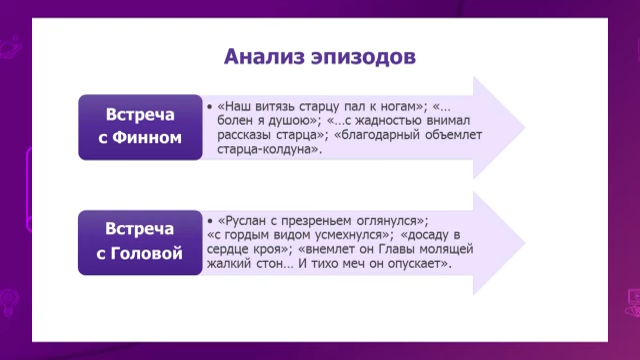 Анализ эпизодов
Встреча
с Финном
• «Наш витязь старцу пал к ногам»; «…
болен я душою»; «…с жадностью внимал
рассказы старца»; «благодарный объемлет
старца-колдуна».
Встреча
с Головой
• «Руслан с презреньем оглянулся»;
«с гордым видом усмехнулся»; «досаду в
сердце кроя»; «внемлет он Главы молящей
жалкий стон… И тихо меч он опускает».